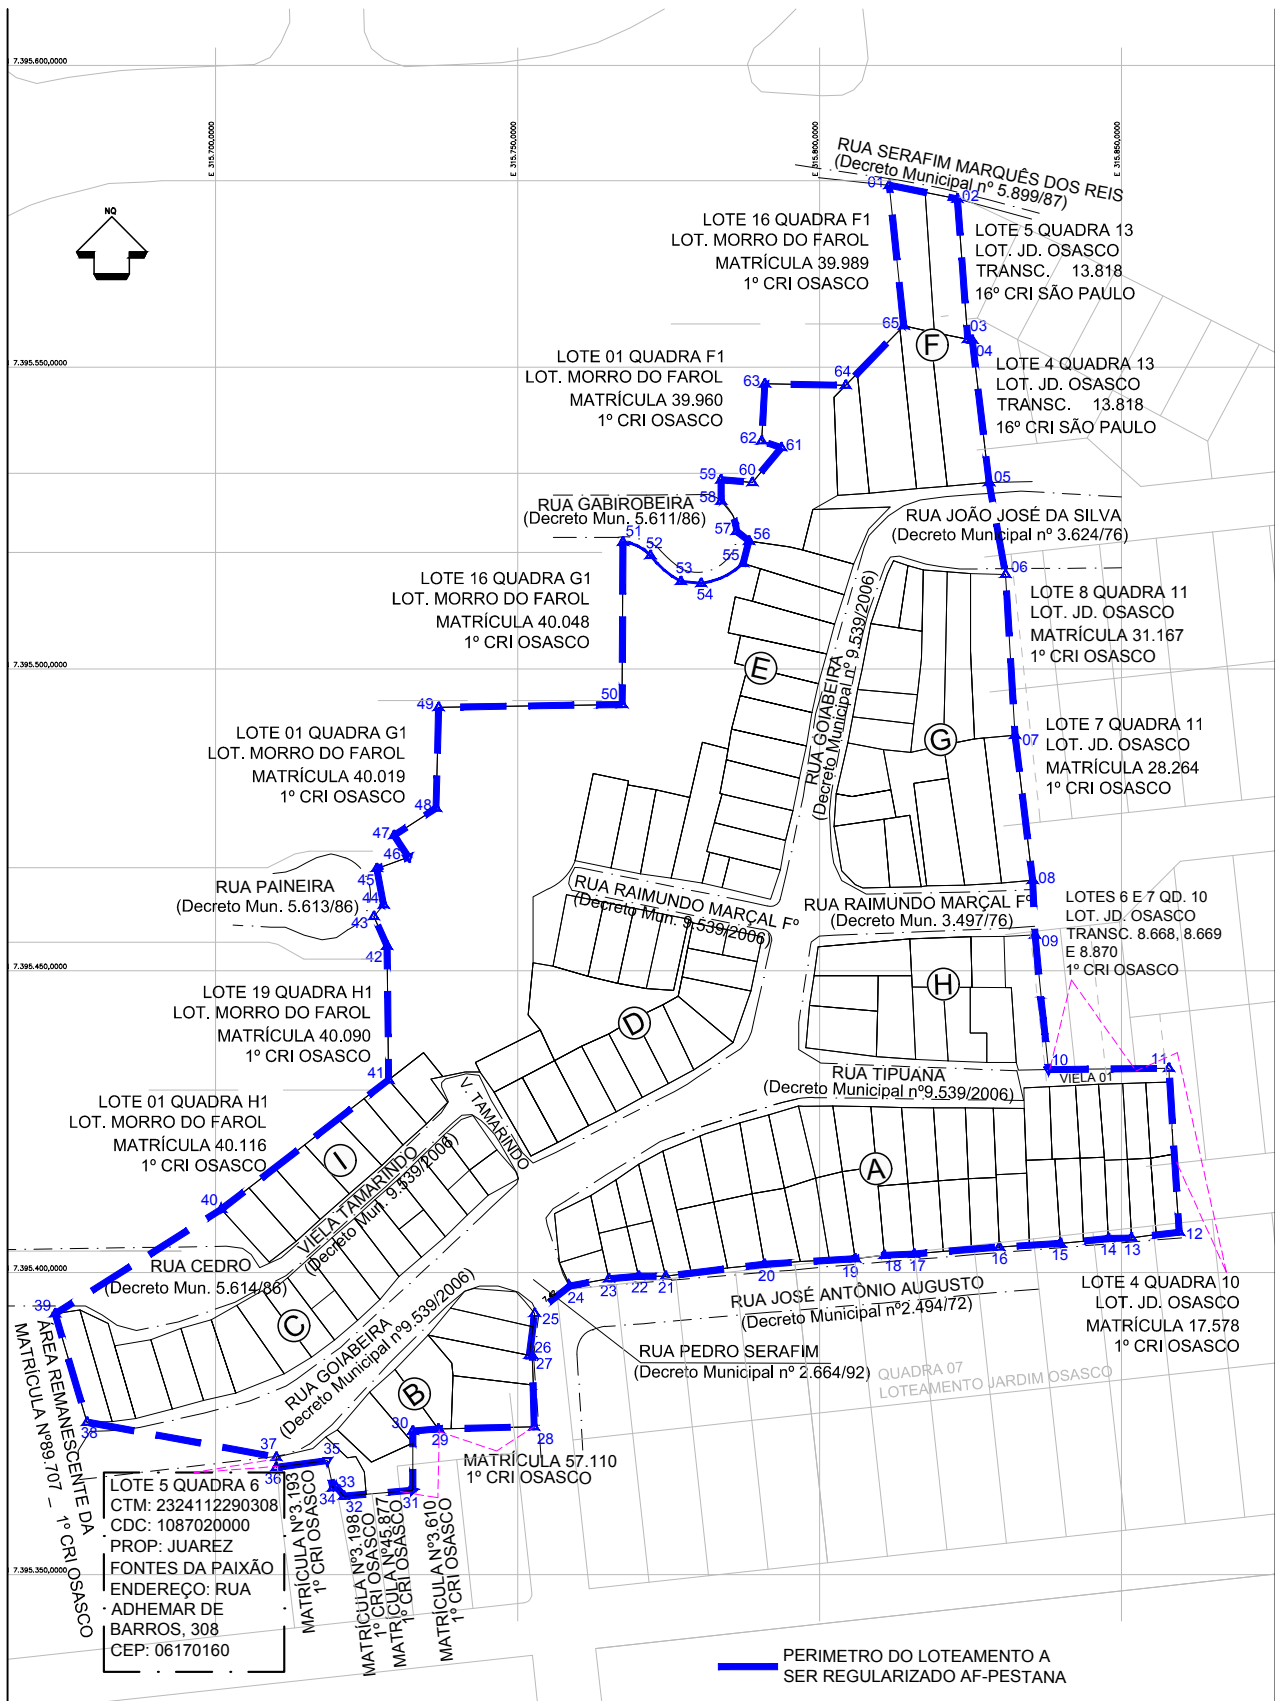 7.395.600,0000
E 315.700,0000
E 315.750,0000
E 315.800,0000
E 315.850,0000
RUA SERAFIM MARQUÊS DOS REIS
(Decreto Municipal nº 5.899/87)
NQ
01
02
LOTE 16 QUADRA F1
LOT. MORRO DO FAROL
MATRÍCULA 39.989
1º CRI OSASCO
LOTE 5 QUADRA 13
LOT. JD. OSASCO
TRANSC. 13.818
16º CRI SÃO PAULO
65
03
04
F
7.395.550,0000
LOTE 01 QUADRA F1
LOT. MORRO DO FAROL
MATRÍCULA 39.960
1º CRI OSASCO
63
64
LOTE 4 QUADRA 13
LOT. JD. OSASCO
TRANSC. 13.818
16º CRI SÃO PAULO
62
61
59
60
58
05
RUA GABIROBEIRA
(Decreto Mun. 5.611/86)
57
56
55
51
52
53
54
RUA JOÃO JOSÉ DA SILVA
(Decreto Municipal nº 3.624/76)
06
LOTE 16 QUADRA G1
LOT. MORRO DO FAROL
MATRÍCULA 40.048
1º CRI OSASCO
LOTE 8 QUADRA 11
LOT. JD. OSASCO
MATRÍCULA 31.167
1º CRI OSASCO
7.395.500,0000
E
RUA GOIABEIRA
(Decreto Municipal nº 9.539/2006)
49
50
G
07
LOTE 01 QUADRA G1
LOT. MORRO DO FAROL
MATRÍCULA 40.019
1º CRI OSASCO
LOTE 7 QUADRA 11
LOT. JD. OSASCO
MATRÍCULA 28.264
1º CRI OSASCO
48
47
46
45
44
43
42
RUA PAINEIRA
(Decreto Mun. 5.613/86)
RUA RAIMUNDO MARÇAL Fº
(Decreto Mun. 9.539/2006)
RUA RAIMUNDO MARÇAL Fº
(Decreto Mun. 3.497/76)
08
09
LOTES 6 E 7 QD. 10
LOT. JD. OSASCO
TRANSC. 8.668, 8.669
E 8.870
1º CRI OSASCO
7.395.450,0000
LOTE 19 QUADRA H1
LOT. MORRO DO FAROL
MATRÍCULA 40.090
1º CRI OSASCO
D
H
41
10
11
VIELA 01
RUA TIPUANA
(Decreto Municipal nº9.539/2006)
V. TAMARINDO
LOTE 01 QUADRA H1
LOT. MORRO DO FAROL
MATRÍCULA 40.116
1º CRI OSASCO
I
VIELA TAMARINDO
(Decreto Mun. 9.539/2006)
A
40
12
13
14
15
16
17
18
19
20
21
22
23
24
RUA CEDRO
(Decreto Mun. 5.614/86)
7.395.400,0000
39
C
RUA GOIABEIRA
(Decreto Municipal nº9.539/2006)
RUA JOSÉ ANTÔNIO AUGUSTO
(Decreto Municipal nº2.494/72)
LOTE 4 QUADRA 10
LOT. JD. OSASCO
MATRÍCULA 17.578
1º CRI OSASCO
25
26
27
RUA PEDRO SERAFIM
(Decreto Municipal nº 2.664/92)
QUADRA 07
LOTEAMENTO JARDIM OSASCO
B
38
30
29
28
37
36
35
33
34
32
31
MATRÍCULA 57.110
1º CRI OSASCO
ÁREA REMANESCENTE DA
MATRÍCULA Nº89.707 _ 1º CRI OSASCO
LOTE 5 QUADRA 6
CTM: 2324112290308
CDC: 1087020000
PROP: JUAREZ
FONTES DA PAIXÃO
ENDEREÇO: RUA
ADHEMAR DE
BARROS, 308
CEP: 06170160
MATRÍCULA Nº3.193
1º CRI OSASCO
MATRÍCULA Nº3.198
1º CRI OSASCO
MATRÍCULA Nº45.877
1º CRI OSASCO
MATRÍCULA Nº3.610
1º CRI OSASCO
7.395.350,0000
PERIMETRO DO LOTEAMENTO A
SER REGULARIZADO AF-PESTANA